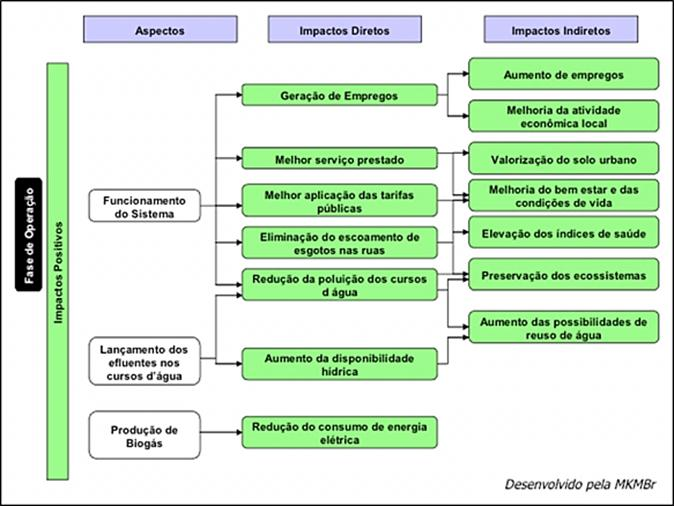 Aspectos
Impactos Diretos
Impactos Indiretos
Fase de Operação
Impactos Positivos
Funcionamento
do Sistema
Lançamento dos
efluentes nos
cursos d'água
Produção de
Biogás
Geração de Empregos
Melhor serviço prestado
Melhor aplicação das tarifas
públicas
Eliminação do escoamento de
esgotos nas ruas
Redução da poluição dos cursos
d água
Aumento da disponibilidade
hídrica
Redução do consumo de energia
elétrica
Aumento de empregos
Melhoria da atividade
econômica local
Valorização do solo urbano
Melhoria do bem estar e das
condições de vida
Elevação dos índices de saúde
Preservação dos ecossistemas
Aumento das possibilidades de
reuso de água
Desenvolvido pela MKMBr